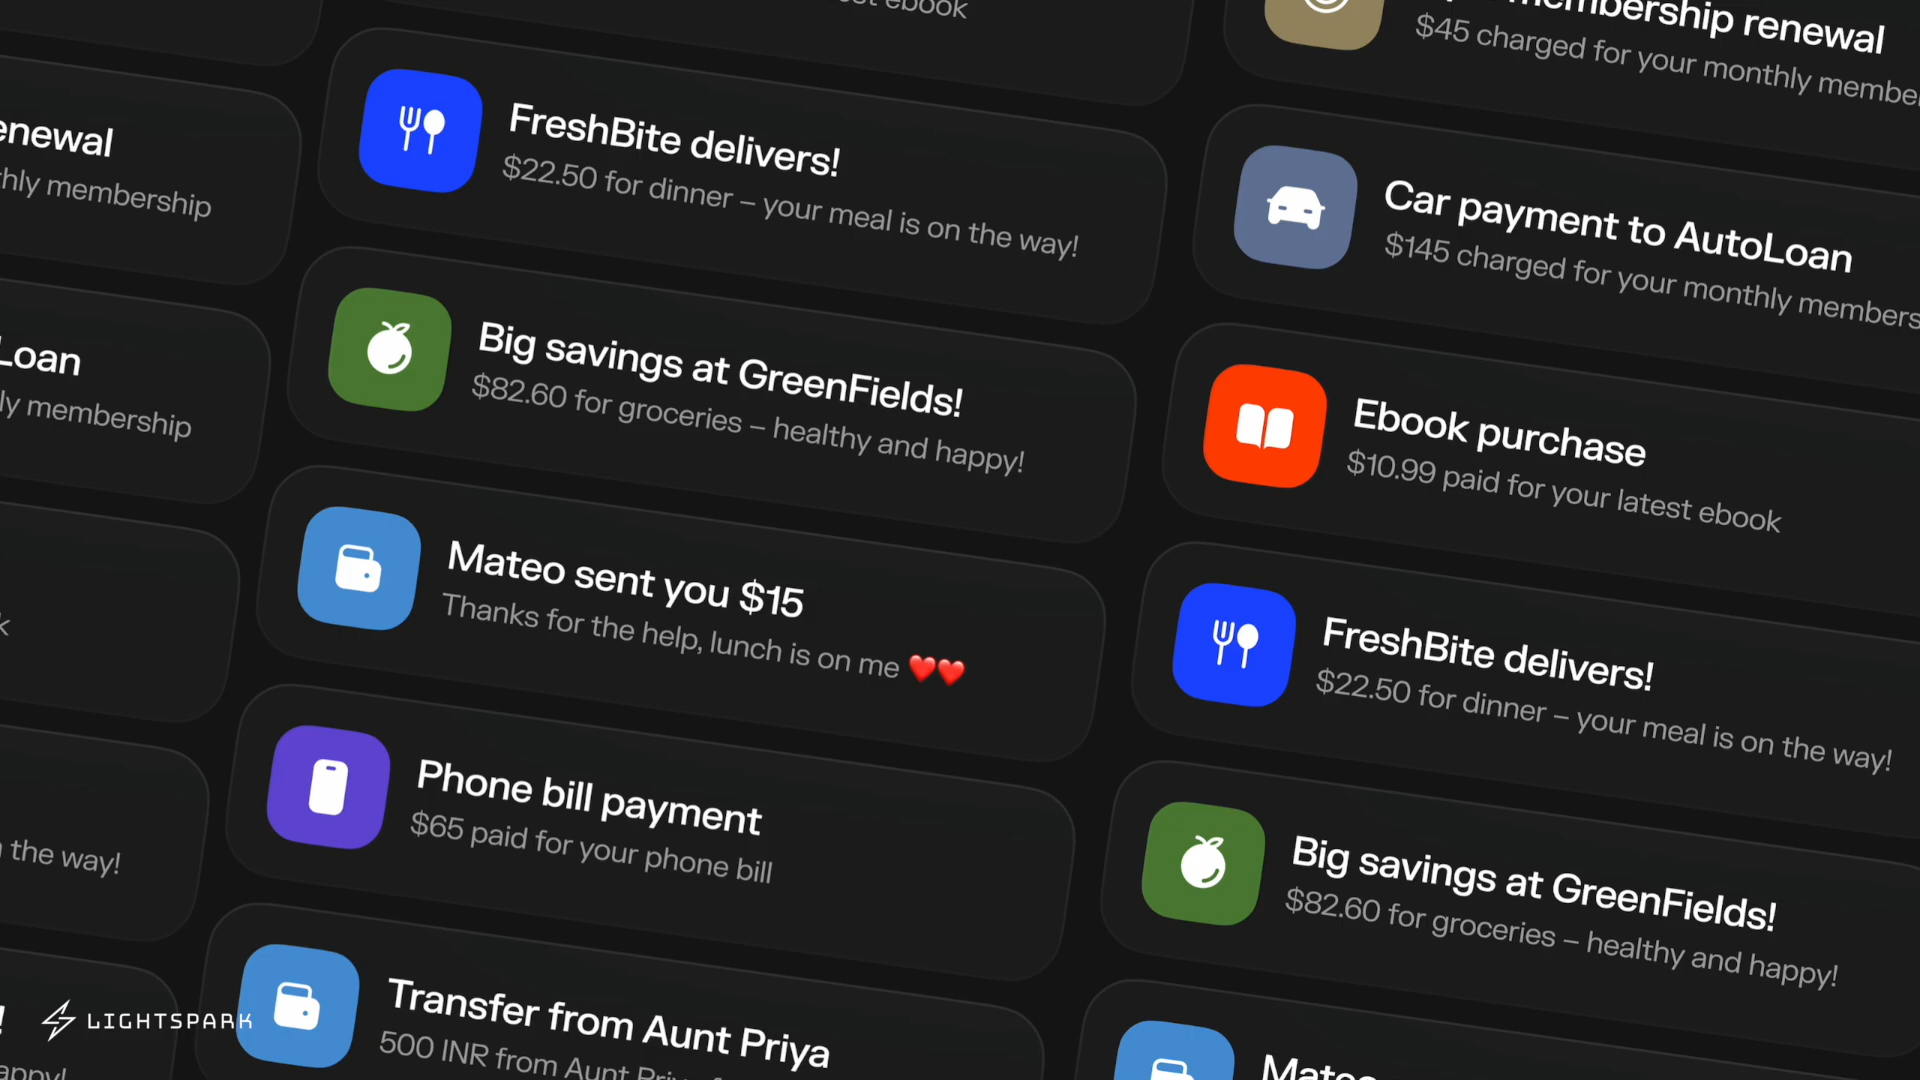 enewal
hly membership
Loan
ly membership
the way!
LIGHTSPARK
ebook
FreshBite delivers!
$22.50 for dinner – your meal is on the way!
Big savings at GreenFields!
$82.60 for groceries – healthy and happy!
Mateo sent you $15
Thanks for the help, lunch is on me ❤️❤️
Phone bill payment
$65 paid for your phone bill
Transfer from Aunt Priya
500 INR from Aunt
membership renewal
$45 charged for your monthly membe
Car payment to AutoLoan
$145 charged for your monthly members
Ebook purchase
$10.99 paid for your latest ebook
FreshBite delivers!
$22.50 for dinner – your meal is on the way!
Big savings at GreenFields!
$82.60 for groceries – healthy and happy!
Mateo